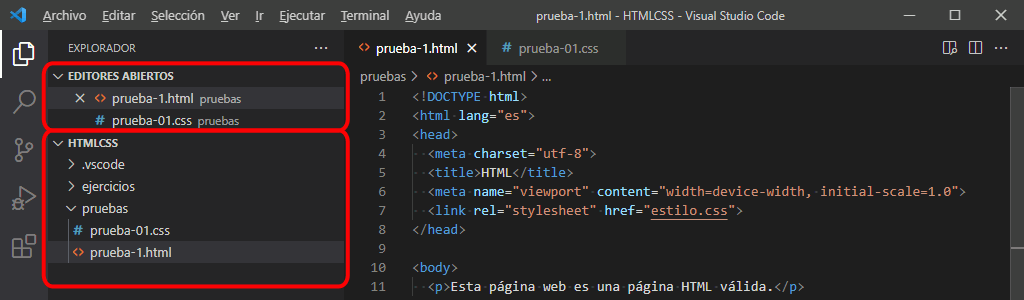 Archivo Editar Selección Ver Ir Ejecutar Terminal Ayuda prueba-1.html - HTMLCSS - Visual Studio Code
EXPLORADOR
EDITORES ABIERTOS
prueba-1.html pruebas
prueba-01.css pruebas
HTMLCSS
.vscode
ejercicios
pruebas
prueba-01.css
prueba-1.html
prueba-1.html prueba-01.css
pruebas > prueba-1.html > ...
1 <!DOCTYPE html>
2 <html lang="es">
3 <head>
4 <meta charset="utf-8">
5 <title>HTML</title>
6 <meta name="viewport" content="width=device-width, initial-scale=1.0">
7 <link rel="stylesheet" href="estilo.css">
8 </head>
9
10 <body>
11 <p>Esta página web es una página HTML válida.</p>